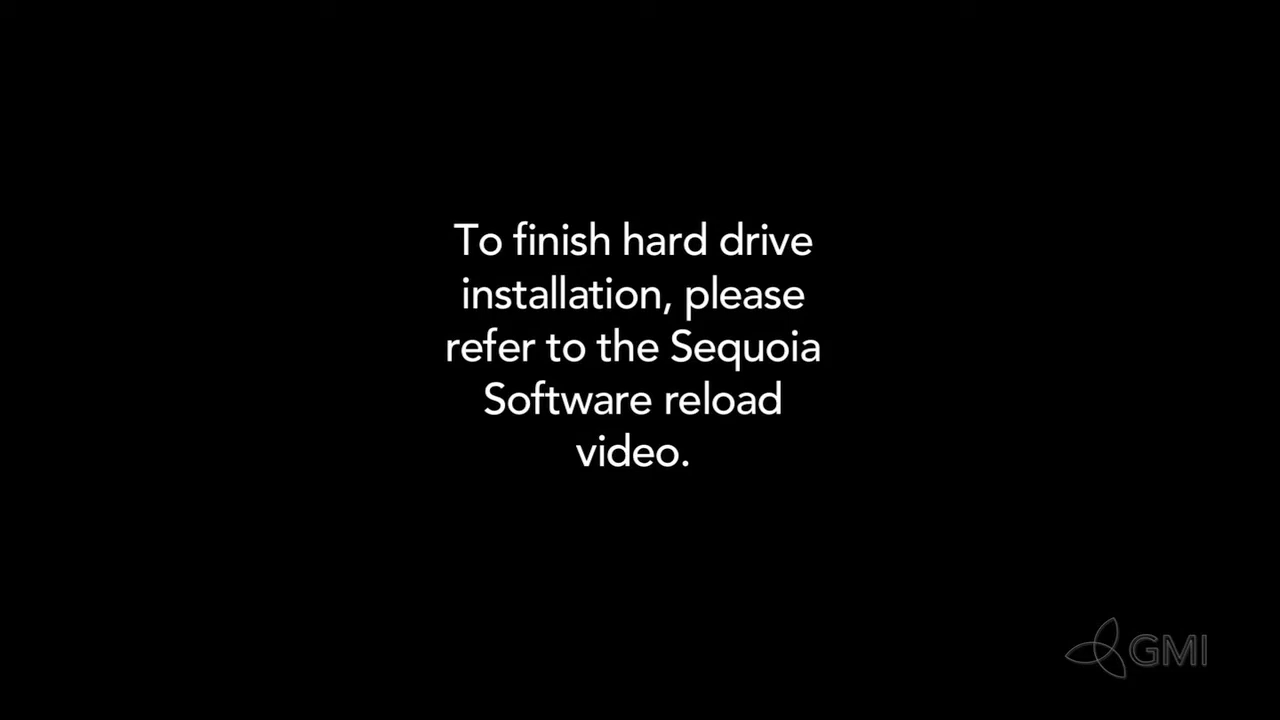 To finish hard drive
installation, please
refer to the Sequoia
Software reload
video.
GMI